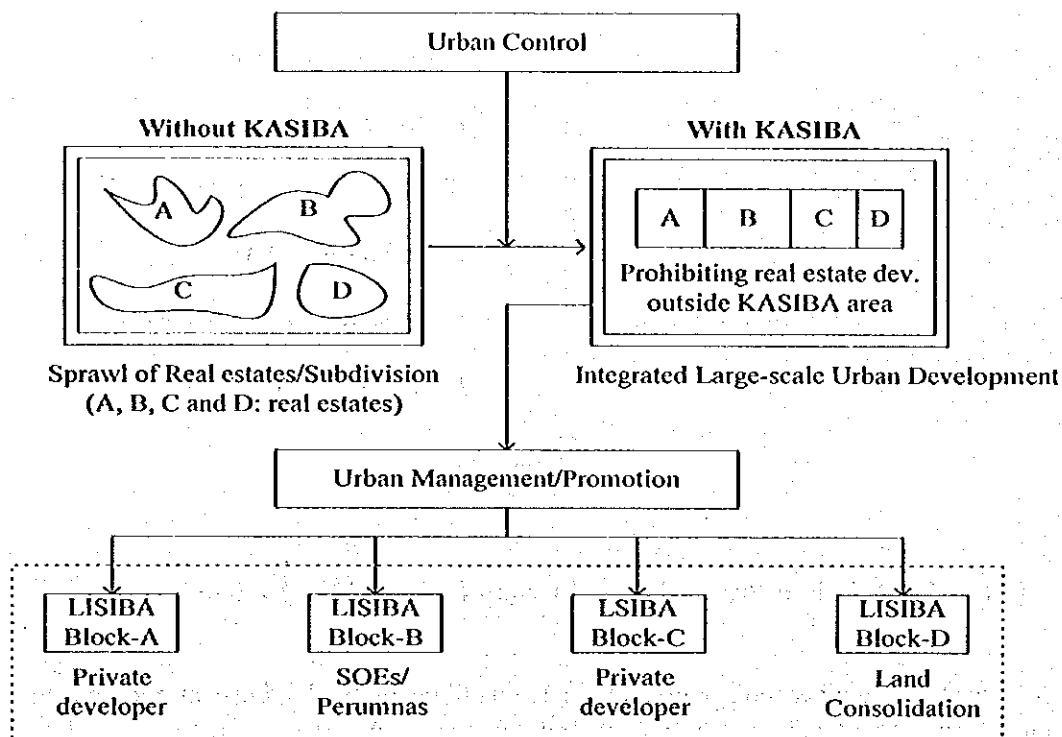 Urban Control
Without KASIBA
With KASIBA
A
B
C
D
A
B
C
D
Prohibiting real estate dev.
outside KASIBA area
Sprawl of Real estates/Subdivision
(A, B, C and D: real estates)
Integrated Large-scale Urban Development
Urban Management/Promotion
LISIBA
Block-A
LISIBA
Block-B
LSIBA
Block-C
LISIBA
Block-D
Private
developer
SOEs/
Perumnas
Private
developer
Land
Consolidation